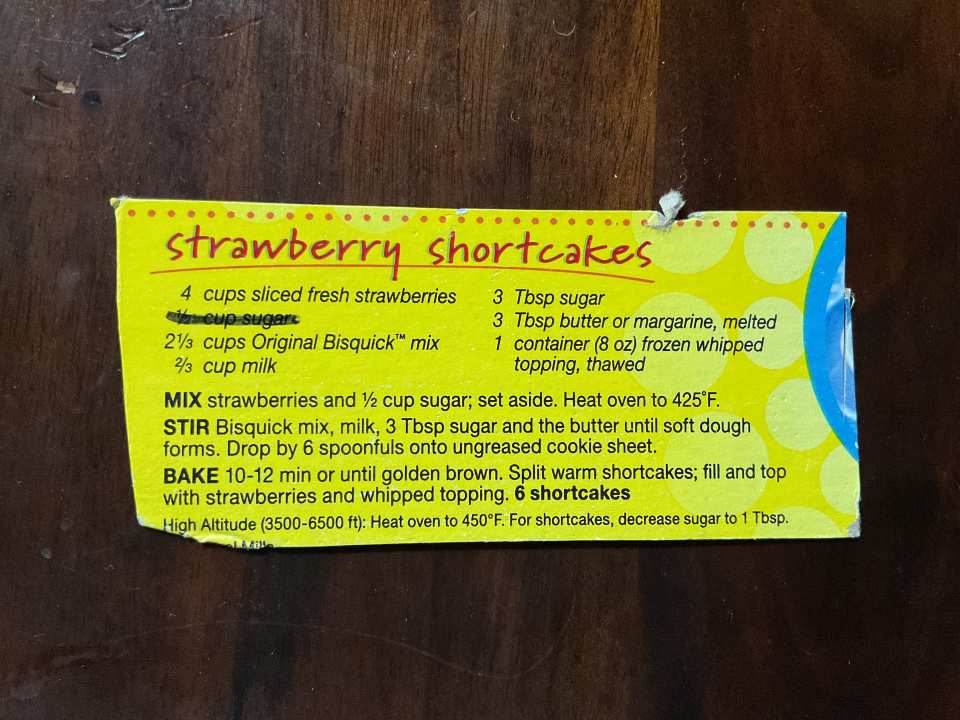 strawberry shortcakes
4 cups sliced fresh strawberries
½ cup sugar
2⅓ cups Original Bisquick™ mix
⅔ cup milk
3 Tbsp sugar
3 Tbsp butter or margarine, melted
1 container (8 oz) frozen whipped
topping, thawed
MIX strawberries and ½ cup sugar; set aside. Heat oven to 425°F.
STIR Bisquick mix, milk, 3 Tbsp sugar and the butter until soft dough
forms. Drop by 6 spoonfuls onto ungreased cookie sheet.
BAKE 10-12 min or until golden brown. Split warm shortcakes; fill and top
with strawberries and whipped topping. 6 shortcakes
High Altitude (3500-6500 ft): Heat oven to 450°F. For shortcakes, decrease sugar to 1 Tbsp.